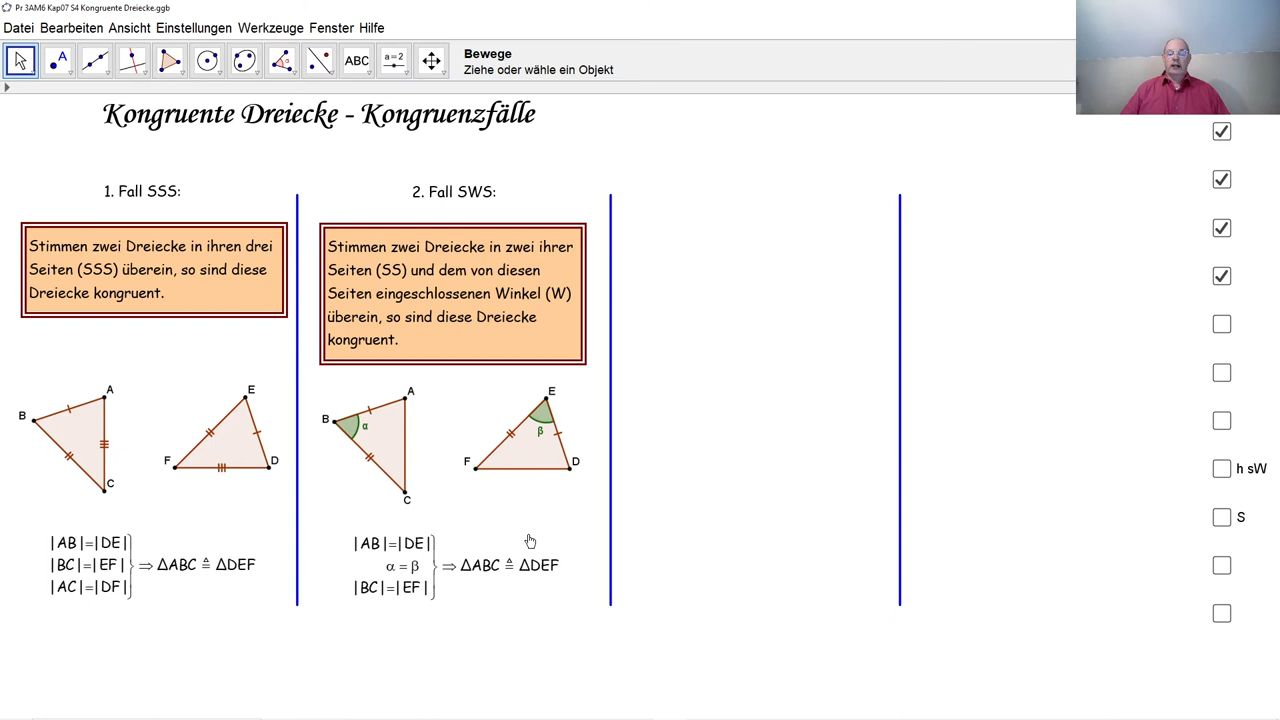 Pr 3AM6 Kap07 S4 Kongruente Dreiecke.ggb
Datei Bearbeiten Ansicht Einstellungen Werkzeuge Fenster Hilfe
A
α
ABC
a=2
Bewege
Ziehe oder wähle ein Objekt
Kongruente Dreiecke - Kongruenzfälle
1. Fall SSS:
Stimmen zwei Dreiecke in ihren drei
Seiten (SSS) überein, so sind diese
Dreiecke kongruent.
A
B
C
E
F
D
|AB|=|DE|
|BC|=|EF|
|AC|=|DF|
⇒ ΔABC ≙ ΔDEF
2. Fall SWS:
Stimmen zwei Dreiecke in zwei ihrer
Seiten (SS) und dem von diesen
Seiten eingeschlossenen Winkel (W)
überein, so sind diese Dreiecke
kongruent.
A
B
α
C
E
β
F
D
|AB|=|DE|
α = β
|BC|=|EF|
⇒ ΔABC ≙ ΔDEF
h sW
S